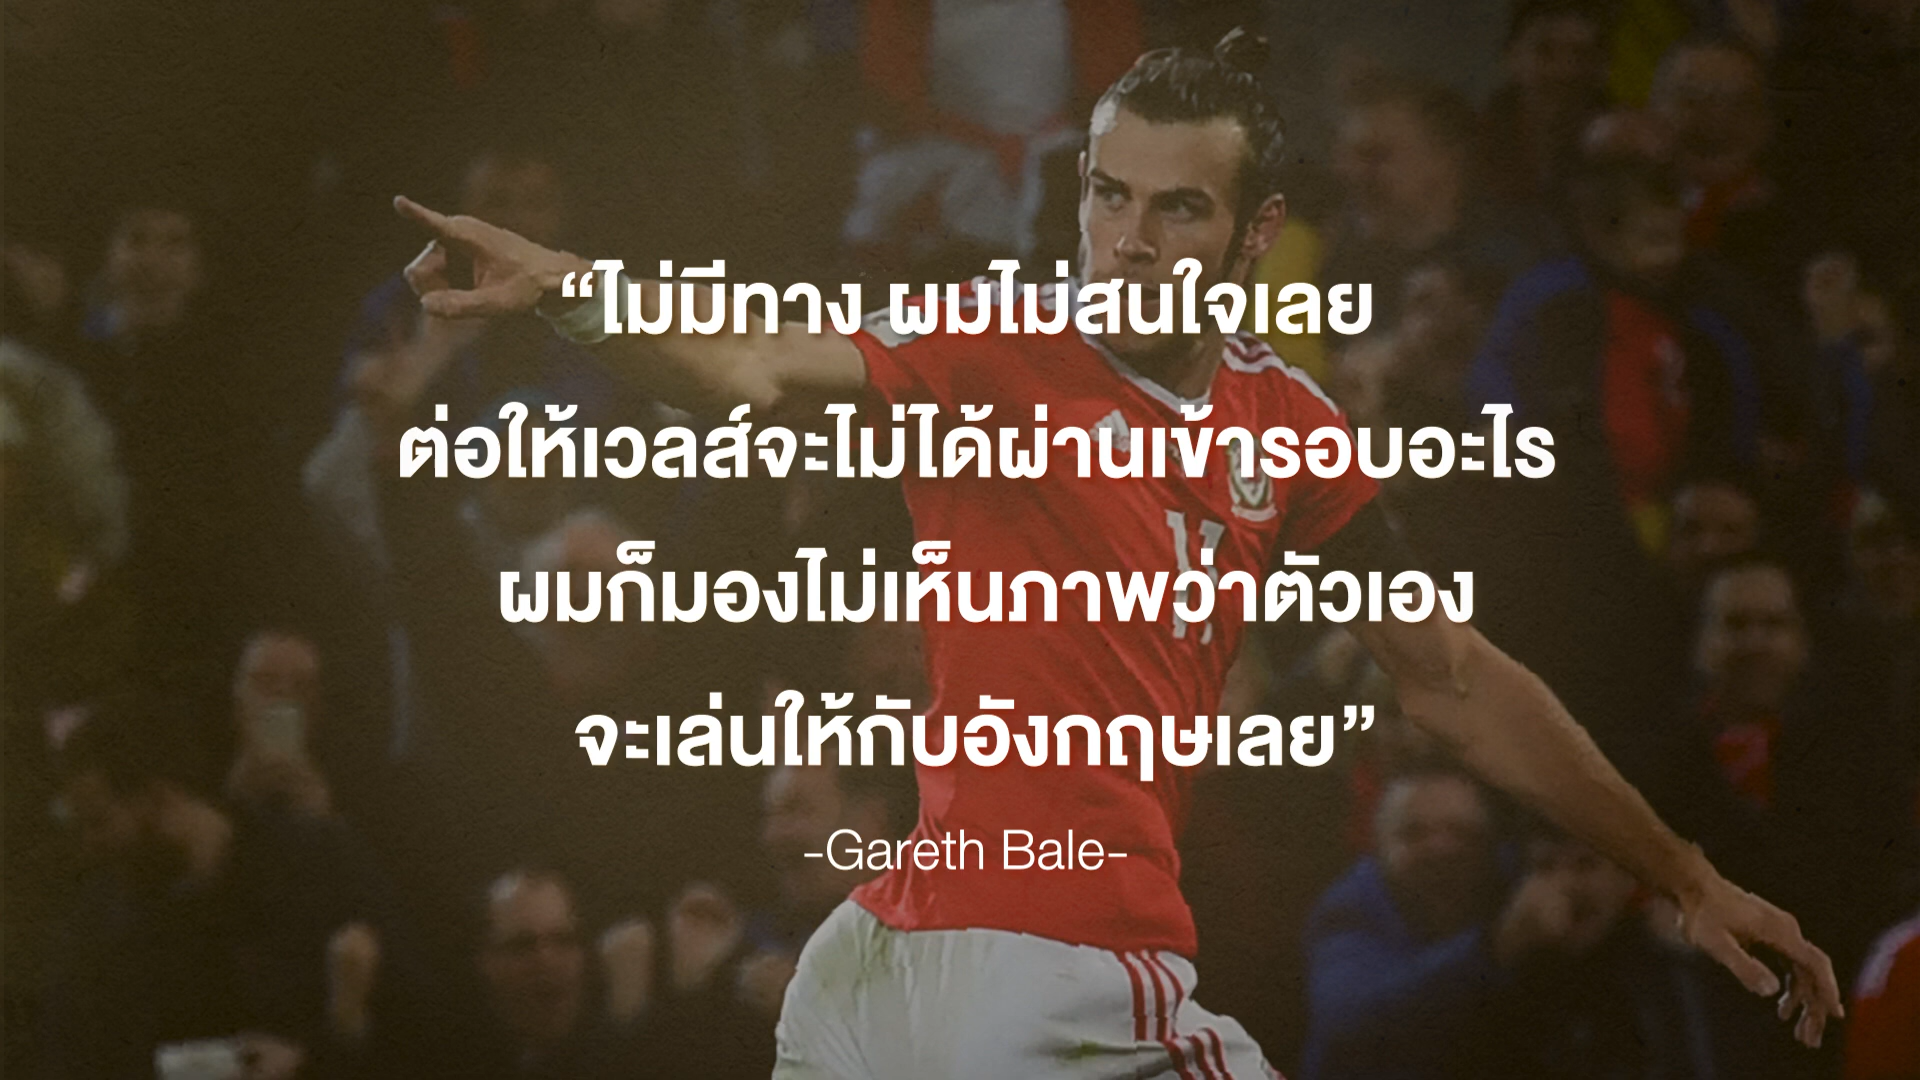 “ไม่มีทาง ผมไม่สนใจเลย
ต่อให้เวลส์จะไม่ได้ผ่านเข้ารอบอะไร
ผมก็มองไม่เห็นภาพว่าตัวเอง
จะเล่นให้กับอังกฤษเลย”
-Gareth Bale-
11